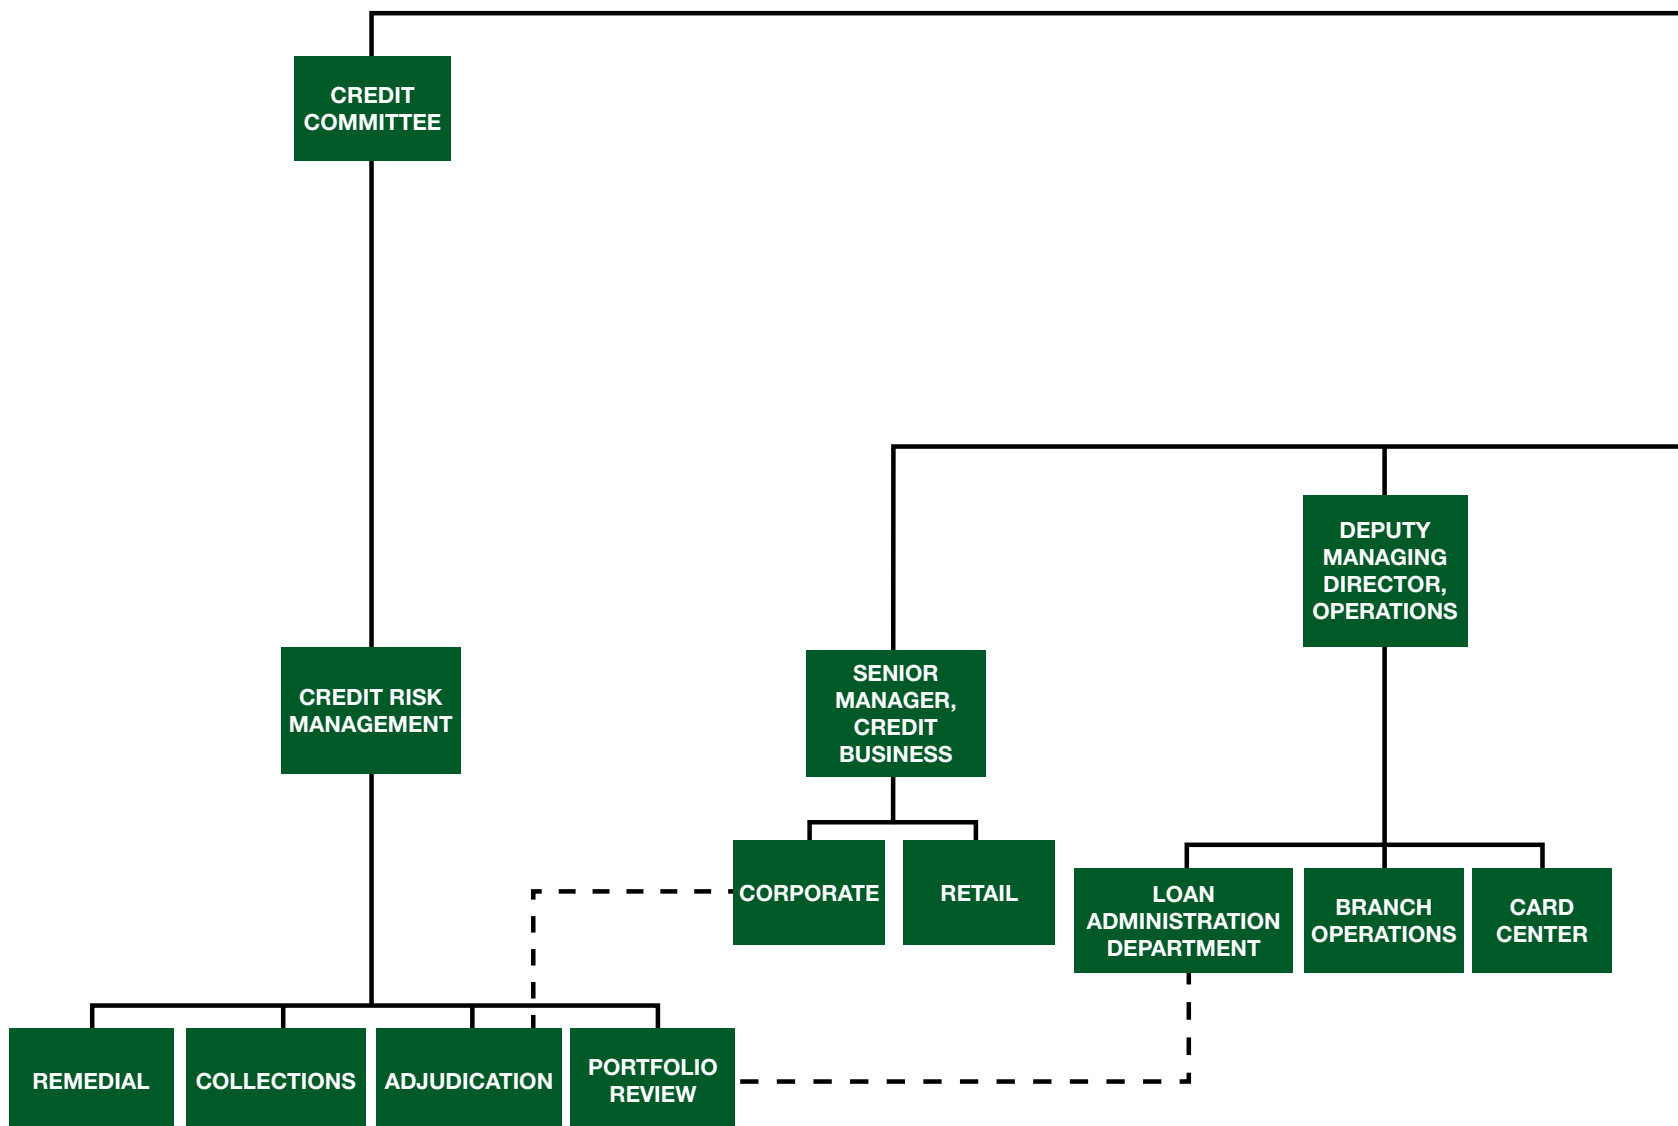 CREDIT
COMMITTEE
DEPUTY
MANAGING
DIRECTOR,
OPERATIONS
CREDIT RISK
MANAGEMENT
SENIOR
MANAGER,
CREDIT
BUSINESS
CORPORATE
RETAIL
LOAN
ADMINISTRATION
DEPARTMENT
BRANCH
OPERATIONS
CARD
CENTER
REMEDIAL
COLLECTIONS
ADJUDICATION
PORTFOLIO
REVIEW